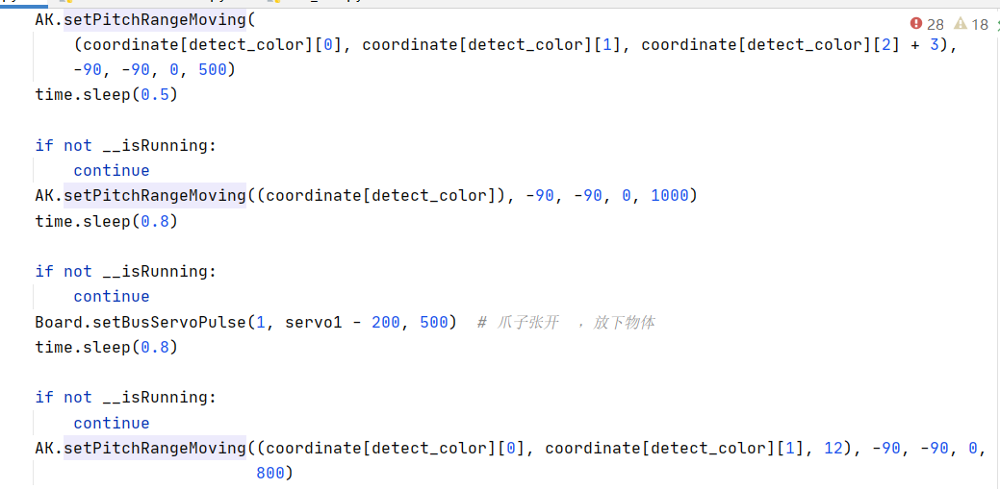 28 18
AK.setPitchRangeMoving(
(coordinate[detect_color][0], coordinate[detect_color][1], coordinate[detect_color][2] + 3),
-90, -90, 0, 500)
time.sleep(0.5)
if not __isRunning:
continue
AK.setPitchRangeMoving((coordinate[detect_color]), -90, -90, 0, 1000)
time.sleep(0.8)
if not __isRunning:
continue
Board.setBusServoPulse(1, servo1 - 200, 500)  # 爪子张开  ，放下物体
time.sleep(0.8)
if not __isRunning:
continue
AK.setPitchRangeMoving((coordinate[detect_color][0], coordinate[detect_color][1], 12), -90, -90, 0,
800)